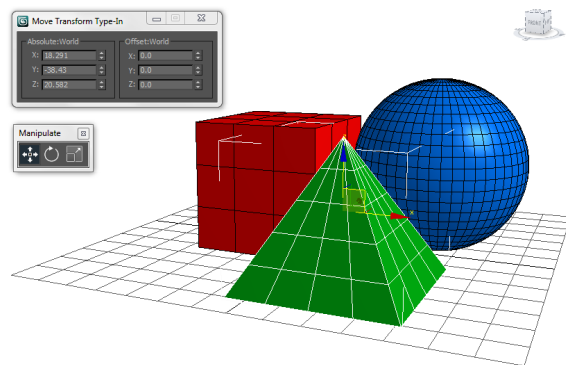 Move Transform Type-In
Absolute:World
Offset:World
X: 18.291
X: 0.0
Y: -38.43
Y: 0.0
Z: 20.582
Z: 0.0
Manipulate
x